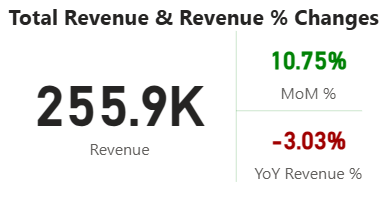 Total Revenue & Revenue % Changes
255.9K
Revenue
10.75%
MoM %
-3.03%
YoY Revenue %